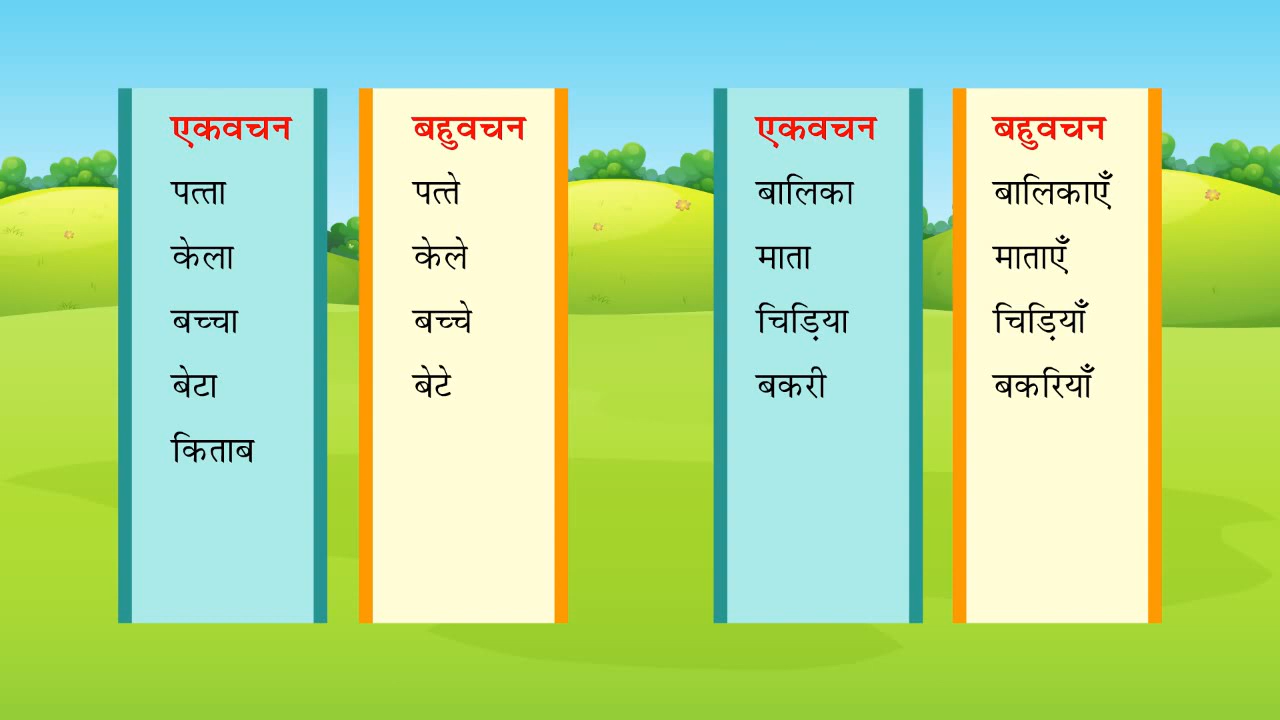 एकवचन बहुवचन एकवचन बहुवचन
पत्ता पत्ते बालिका बालिकाएँ
केला केले माता माताएँ
बच्चा बच्चे चिड़िया चिड़ियाँ
बेटा बेटे बकरी बकरियाँ
किताब